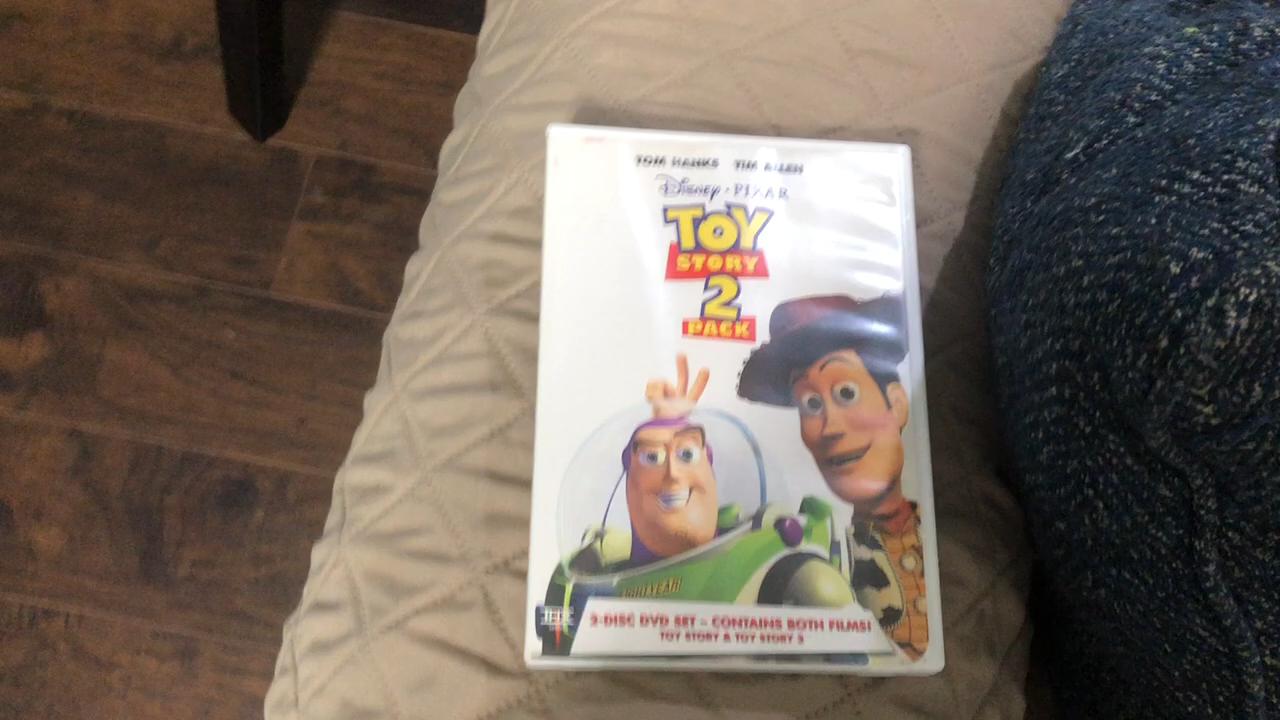 TOM HANKS TIM ALLEN
Disney · PIXAR
TOY
STORY
2
PACK
LIGHTYEAR
2-DISC DVD SET – CONTAINS BOTH FILMS!
TOY STORY & TOY STORY 2